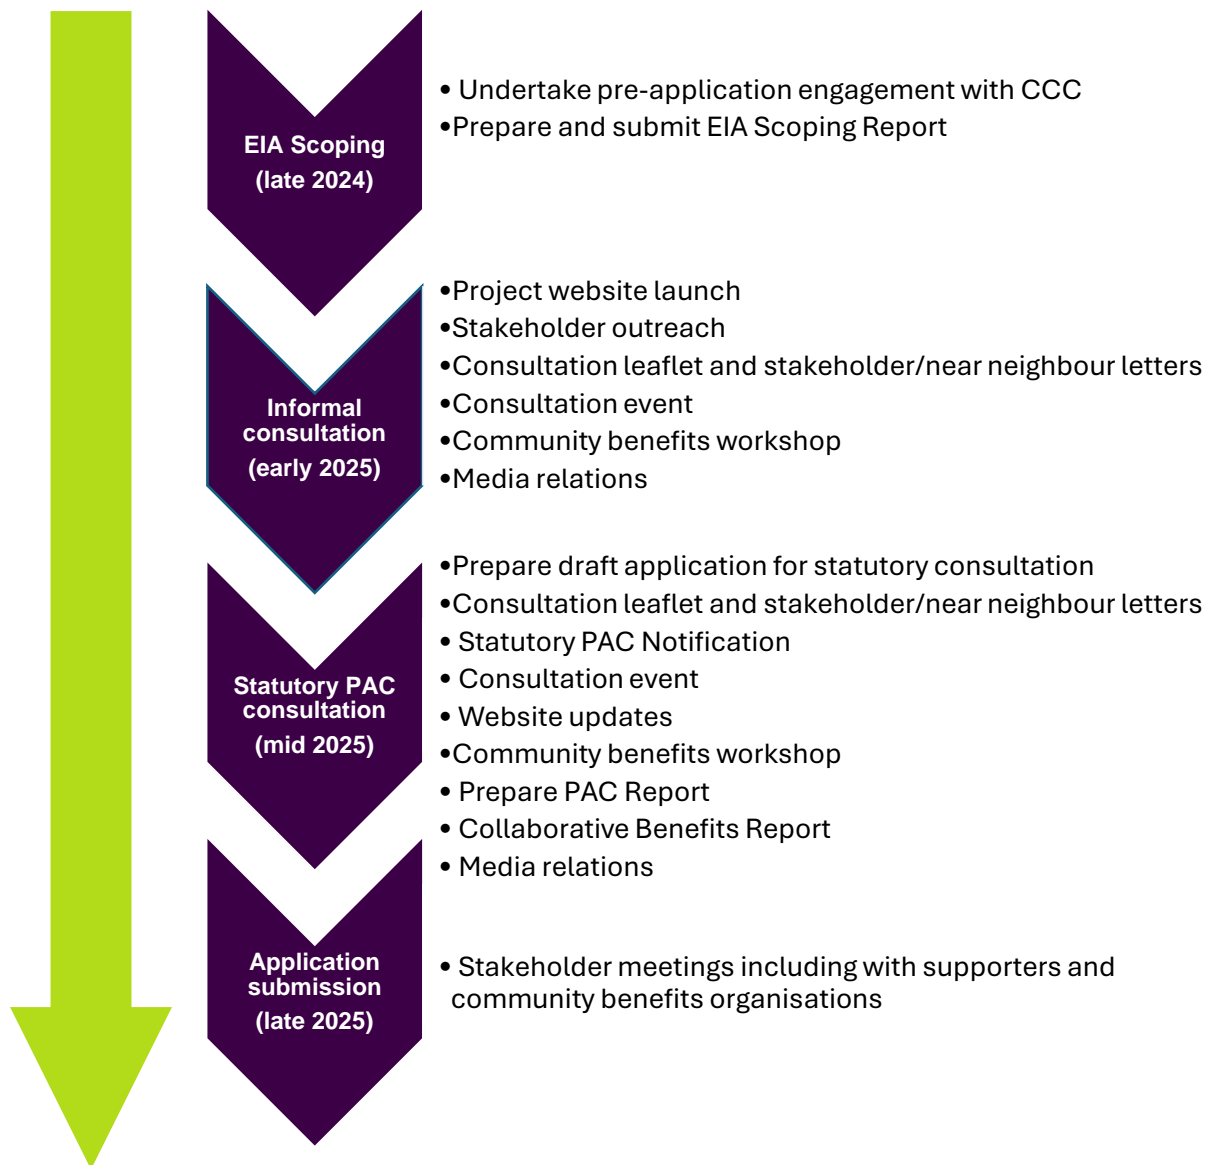 EIA Scoping
(late 2024)
• Undertake pre-application engagement with CCC
•Prepare and submit EIA Scoping Report
Informal
consultation
(early 2025)
•Project website launch
•Stakeholder outreach
•Consultation leaflet and stakeholder/near neighbour letters
•Consultation event
•Community benefits workshop
•Media relations
Statutory PAC
consultation
(mid 2025)
•Prepare draft application for statutory consultation
•Consultation leaflet and stakeholder/near neighbour letters
• Statutory PAC Notification
• Consultation event
• Website updates
•Community benefits workshop
• Prepare PAC Report
• Collaborative Benefits Report
• Media relations
Application
submission
(late 2025)
• Stakeholder meetings including with supporters and
community benefits organisations